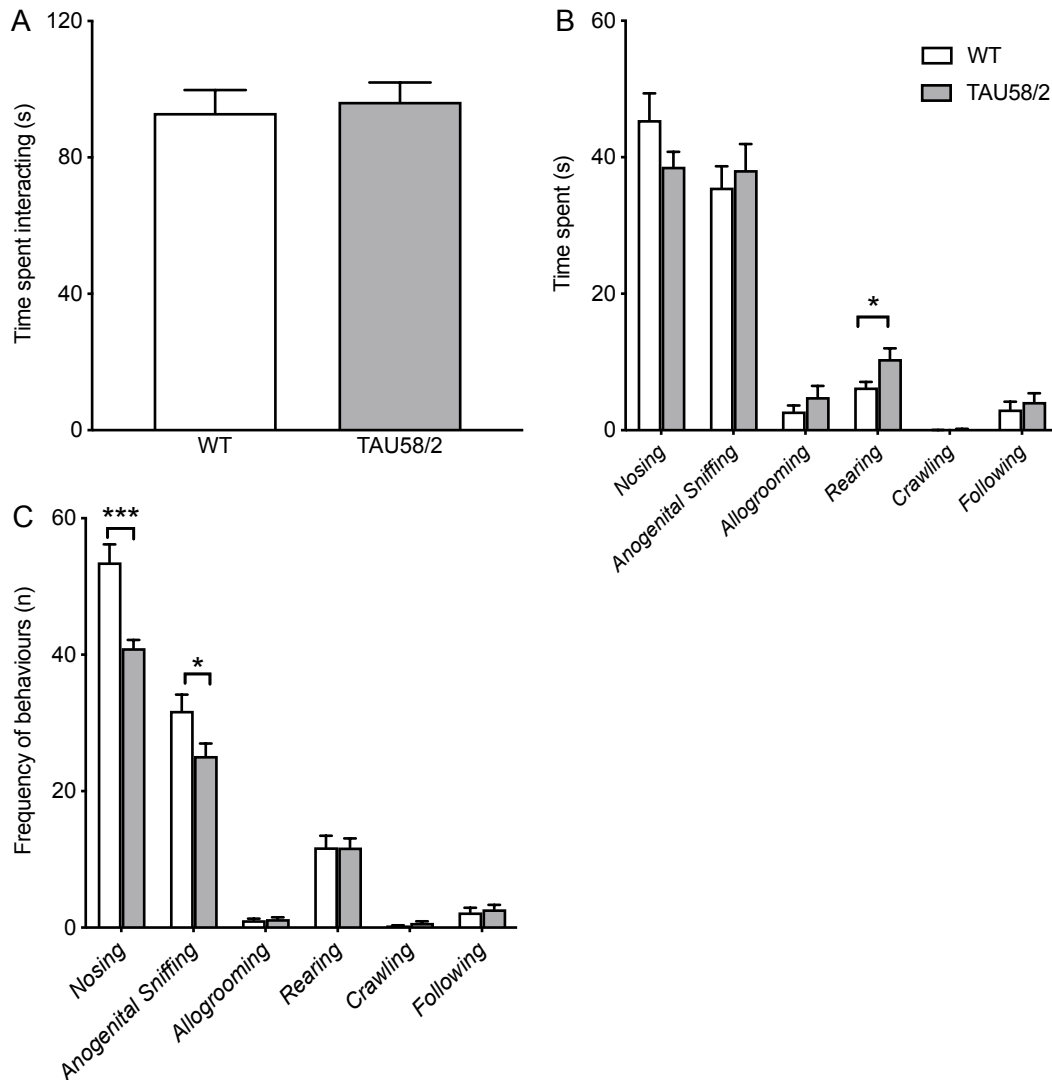 A
Time spent interacting (s)
120
80
40
0
WT
TAU58/2
B
Time spent (s)
60
40
20
0
WT
TAU58/2
*
Nosing
Anogenital Sniffing
Allogrooming
Rearing
Crawling
Following
C
Frequency of behaviours (n)
60
40
20
0
***
*
Nosing
Anogenital Sniffing
Allogrooming
Rearing
Crawling
Following